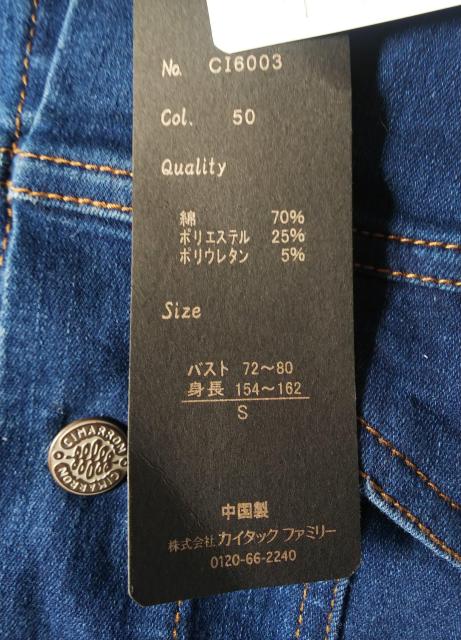 No. CI6003
Col. 50
Quality
綿 70%
ポリエステル 25%
ポリウレタン 5%
Size
バスト 72～80
身長 154～162
S
中国製
株式会社 カイタック ファミリー
0120-66-2240
CIMARRON
CIMARRON